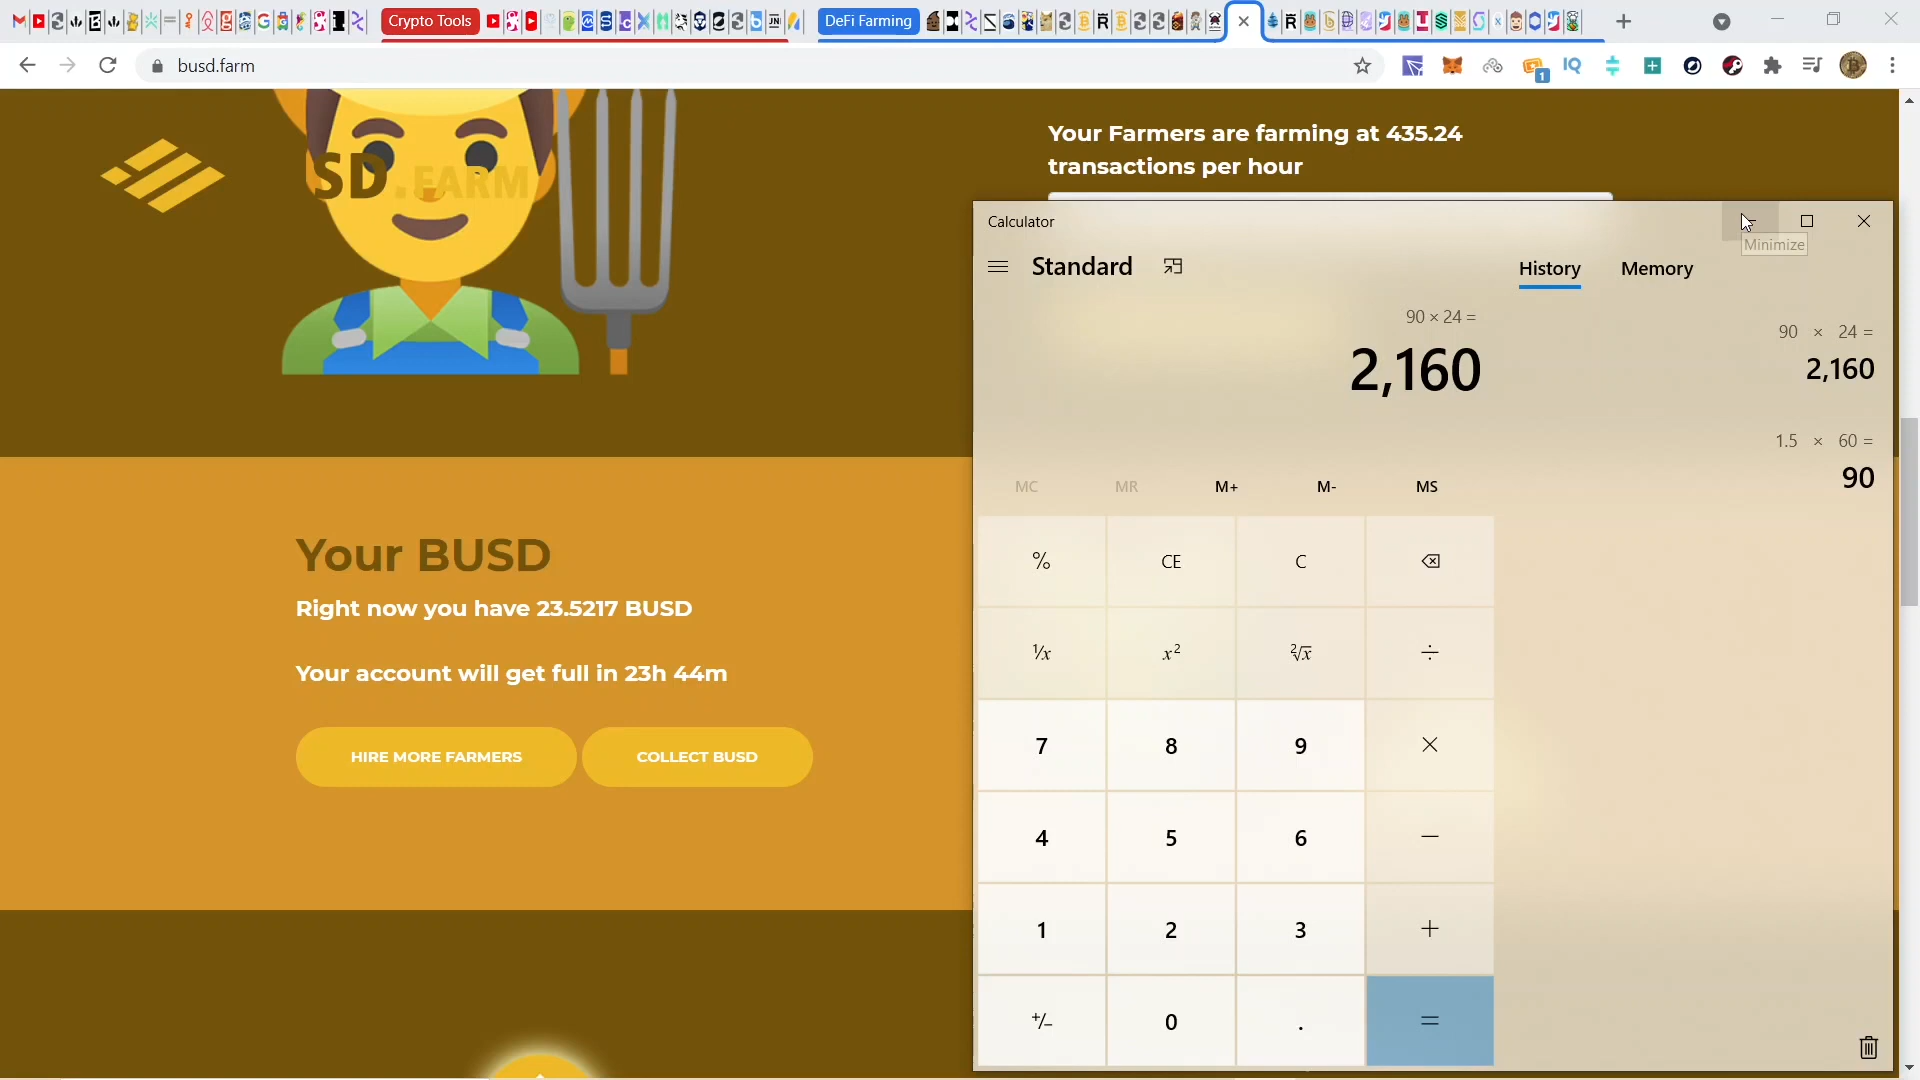 Crypto Tools
DeFi Farming
busd.farm
1
SD.FARM
Your Farmers are farming at 435.24
transactions per hour
Calculator
Minimize
Standard
History
Memory
90 × 24 =
2,160
90 × 24 =
2,160
1.5 × 60 =
90
MC MR M+ M- MS
% CE C
¹/x x² ²√x ÷
7 8 9 ×
4 5 6 −
1 2 3 +
+/− 0 . =
Your BUSD
Right now you have 23.5217 BUSD
Your account will get full in 23h 44m
HIRE MORE FARMERS
COLLECT BUSD